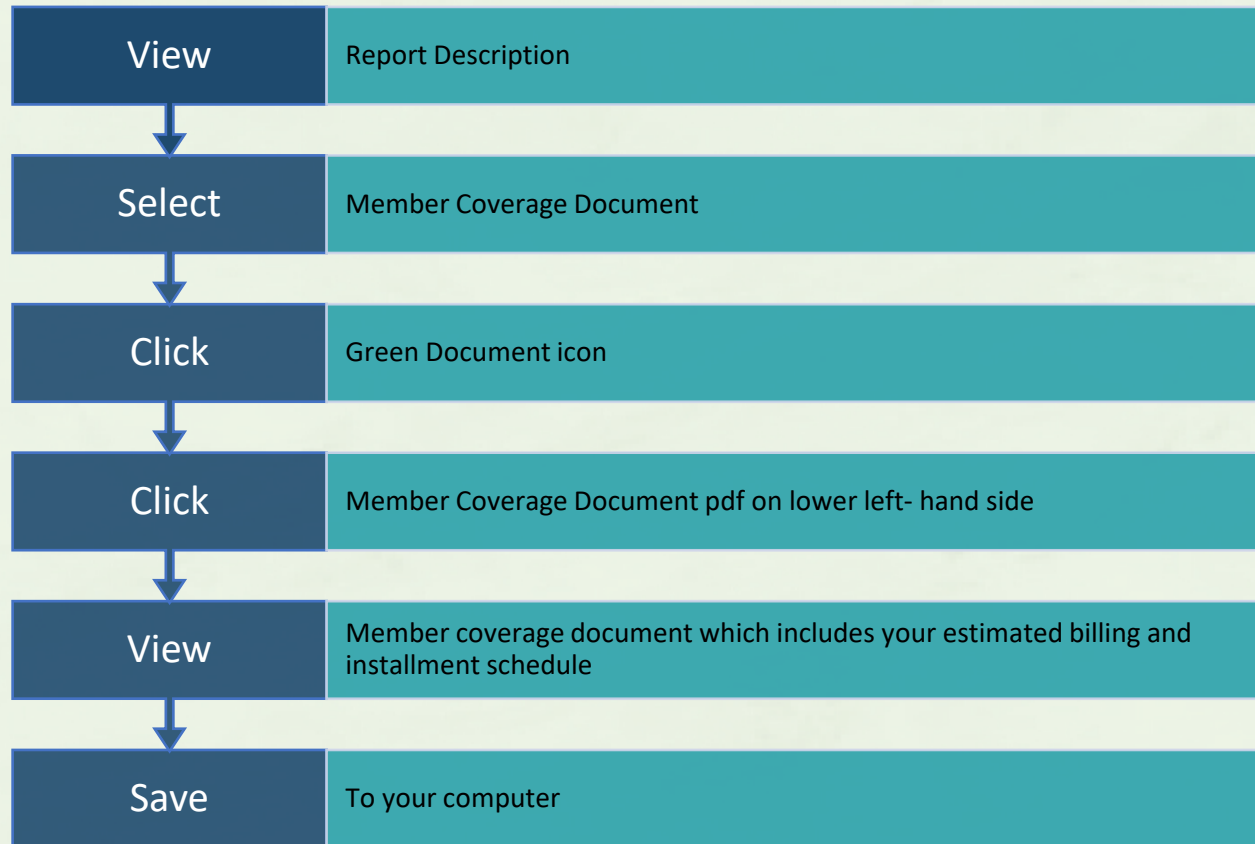 View
Report Description
Select
Member Coverage Document
Click
Green Document icon
Click
Member Coverage Document pdf on lower left- hand side
View
Member coverage document which includes your estimated billing and
installment schedule
Save
To your computer